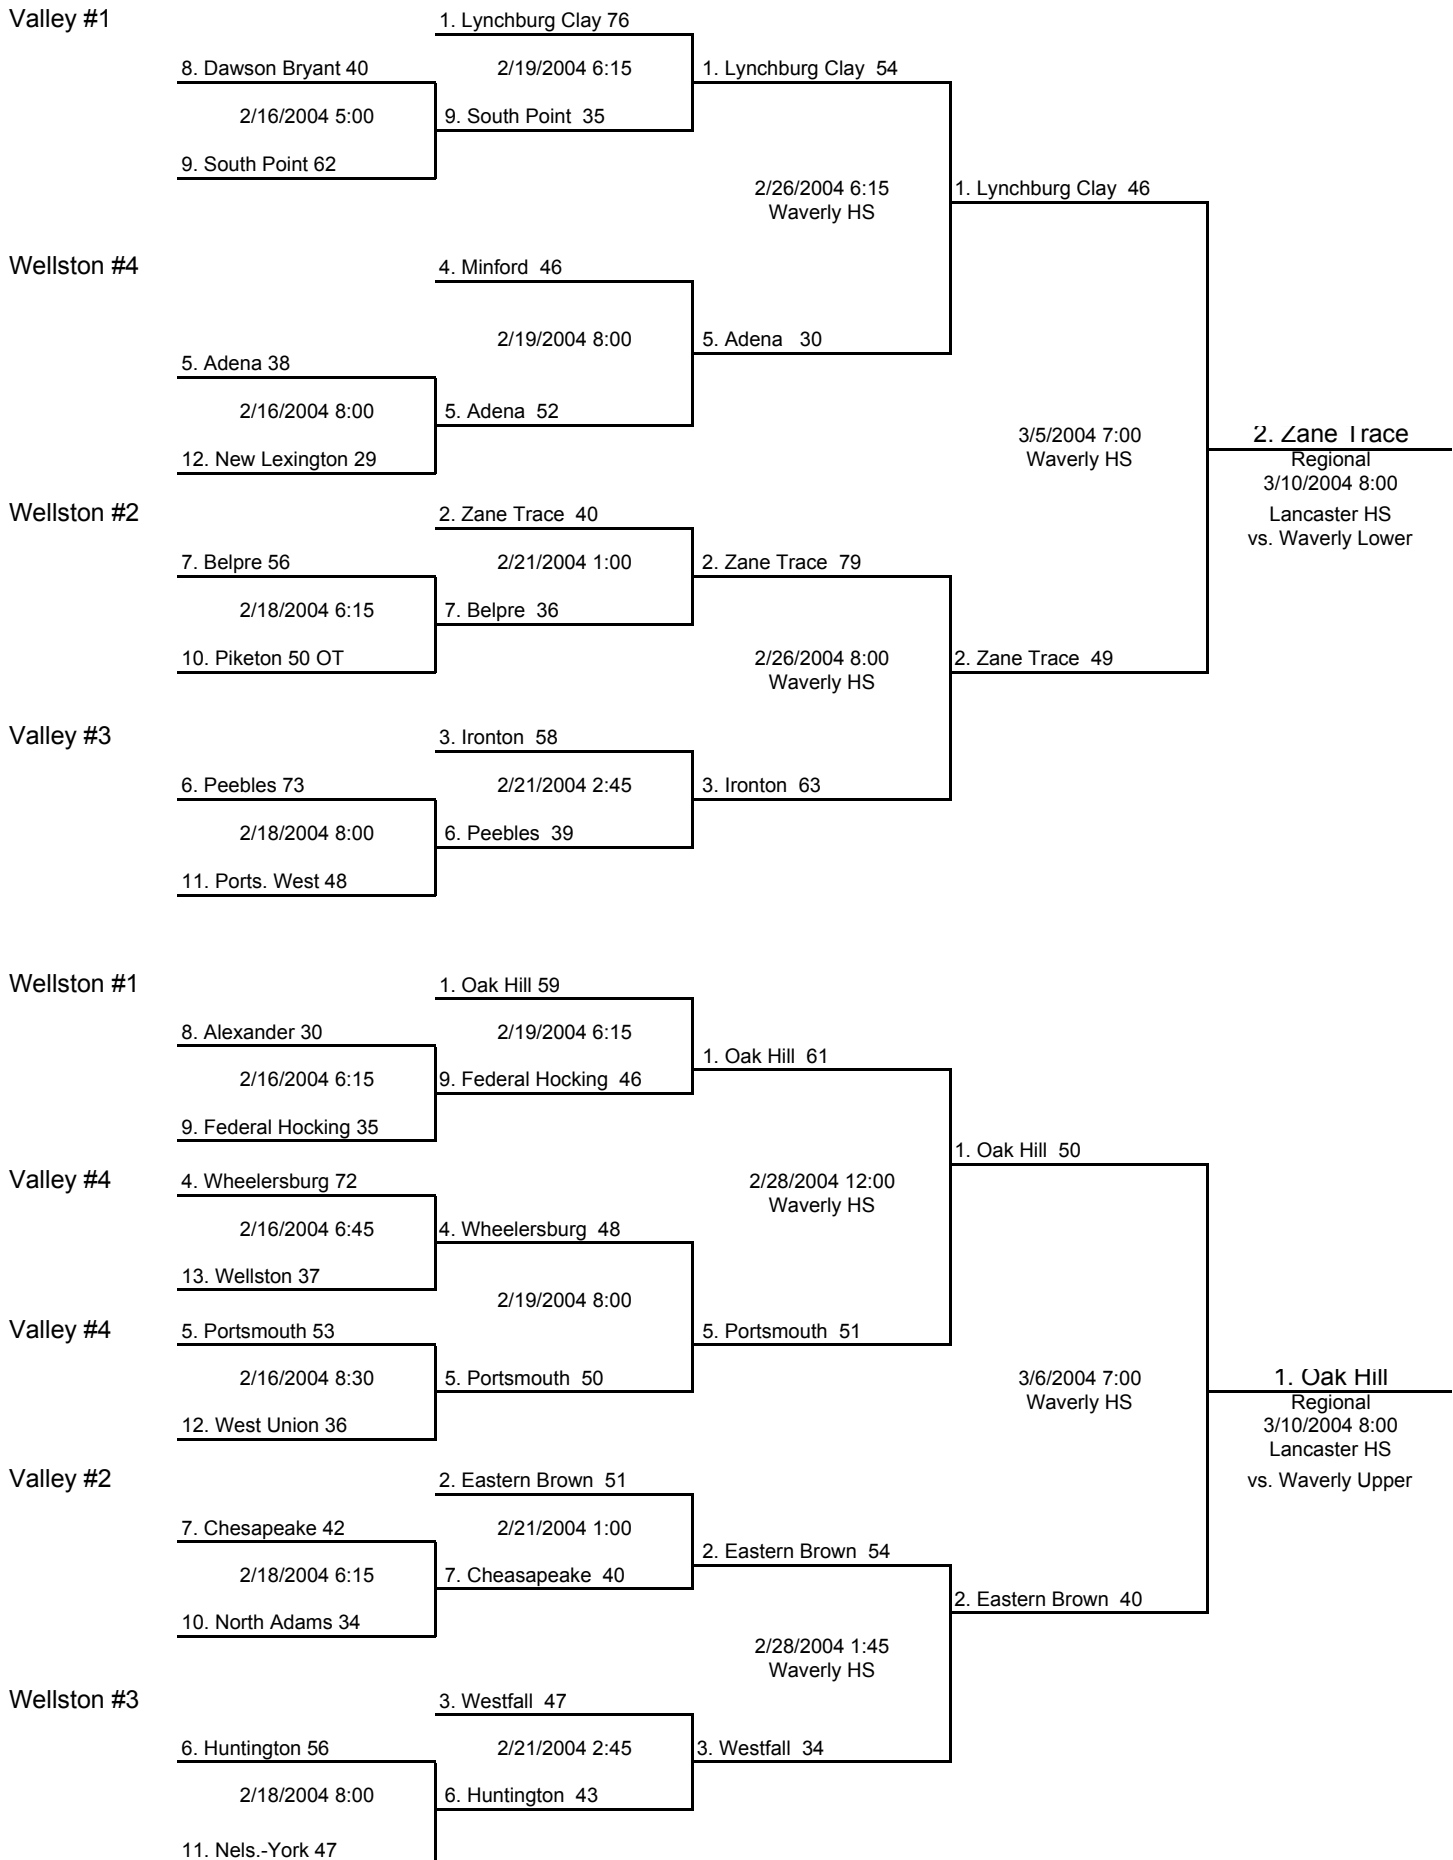 Valley #1
1. Lynchburg Clay 76
8. Dawson Bryant 40
2/19/2004 6:15
1. Lynchburg Clay  54
2/16/2004 5:00
9. South Point  35
9. South Point 62
2/26/2004 6:15
Waverly HS
1. Lynchburg Clay  46
Wellston #4
4. Minford  46
2/19/2004 8:00
5. Adena   30
5. Adena 38
2/16/2004 8:00
5. Adena  52
12. New Lexington 29
3/5/2004 7:00
Waverly HS
2. Zane Trace
Regional
3/10/2004 8:00
Lancaster HS
vs. Waverly Lower
Wellston #2
2. Zane Trace  40
7. Belpre 56
2/21/2004 1:00
2. Zane Trace  79
2/18/2004 6:15
7. Belpre  36
10. Piketon 50 OT
2/26/2004 8:00
Waverly HS
2. Zane Trace  49
Valley #3
3. Ironton  58
6. Peebles 73
2/21/2004 2:45
3. Ironton  63
2/18/2004 8:00
6. Peebles  39
11. Ports. West 48
Wellston #1
1. Oak Hill 59
8. Alexander 30
2/19/2004 6:15
1. Oak Hill  61
2/16/2004 6:15
9. Federal Hocking  46
9. Federal Hocking 35
1. Oak Hill  50
Valley #4
4. Wheelersburg 72
2/28/2004 12:00
Waverly HS
2/16/2004 6:45
4. Wheelersburg  48
13. Wellston 37
2/19/2004 8:00
Valley #4
5. Portsmouth 53
5. Portsmouth  51
2/16/2004 8:30
5. Portsmouth  50
12. West Union 36
3/6/2004 7:00
Waverly HS
1. Oak Hill
Regional
3/10/2004 8:00
Lancaster HS
vs. Waverly Upper
Valley #2
2. Eastern Brown  51
7. Chesapeake 42
2/21/2004 1:00
2. Eastern Brown  54
2/18/2004 6:15
7. Cheasapeake  40
2. Eastern Brown  40
10. North Adams 34
2/28/2004 1:45
Waverly HS
Wellston #3
3. Westfall  47
6. Huntington 56
2/21/2004 2:45
3. Westfall  34
2/18/2004 8:00
6. Huntington  43
11. Nels.-York 47